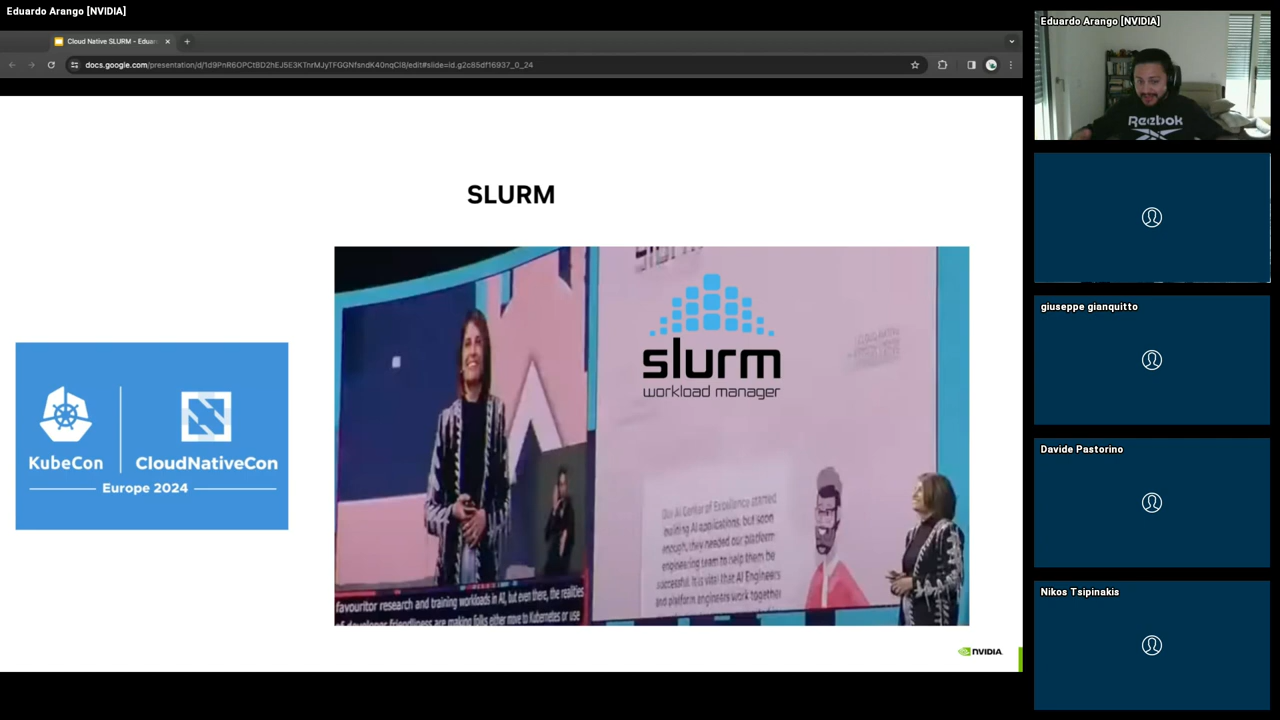 Eduardo Arango [NVIDIA]
Cloud Native SLURM - Eduar
docs.google.com/presentation/d/1d9PnR6OPCtBD2hEJ5E3KTnrMJyTFGGNfsndK40nqCl8/edit#slide=id.g2c85df16937_0_24
SLURM
slurm
workload manager
Our AI Center of Excellence started
building AI applications, but soon
enough, they needed our platform
engineering team to help them be
successful. It is vital that AI Engineers
and platform engineers work together
favouritor research and training workloads in AI, but even there, the realities
of developer friendliness are making folks either move to Kubernetes or use
KubeCon
CloudNativeCon
Europe 2024
NVIDIA
Eduardo Arango [NVIDIA]
Reebok
giuseppe gianquitto
Davide Pastorino
Nikos Tsipinakis